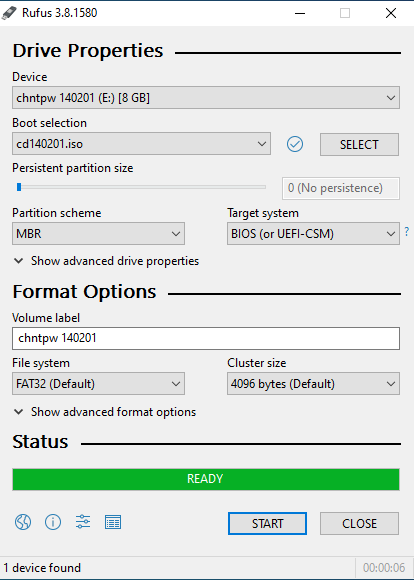 Rufus 3.8.1580
Drive Properties
Device
chntpw 140201 (E:) [8 GB]
Boot selection
cd140201.iso
SELECT
Persistent partition size
0 (No persistence)
Partition scheme
Target system
MBR
BIOS (or UEFI-CSM)
?
Show advanced drive properties
Format Options
Volume label
chntpw 140201
File system
Cluster size
FAT32 (Default)
4096 bytes (Default)
Show advanced format options
Status
READY
START
CLOSE
1 device found
00:00:06